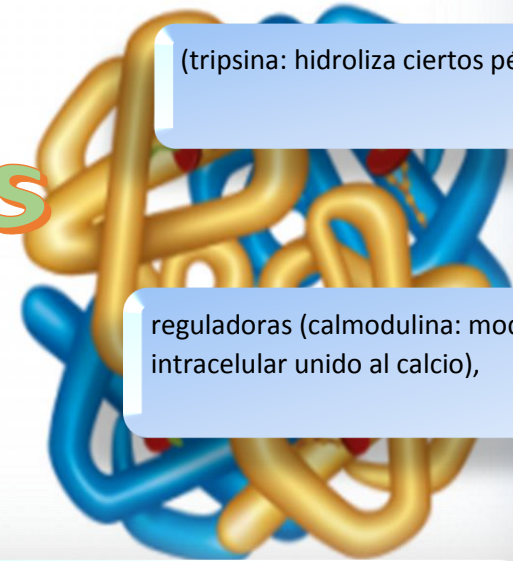 (tripsina: hidroliza ciertos pé
S
reguladoras (calmodulina: mod
intracelular unido al calcio),